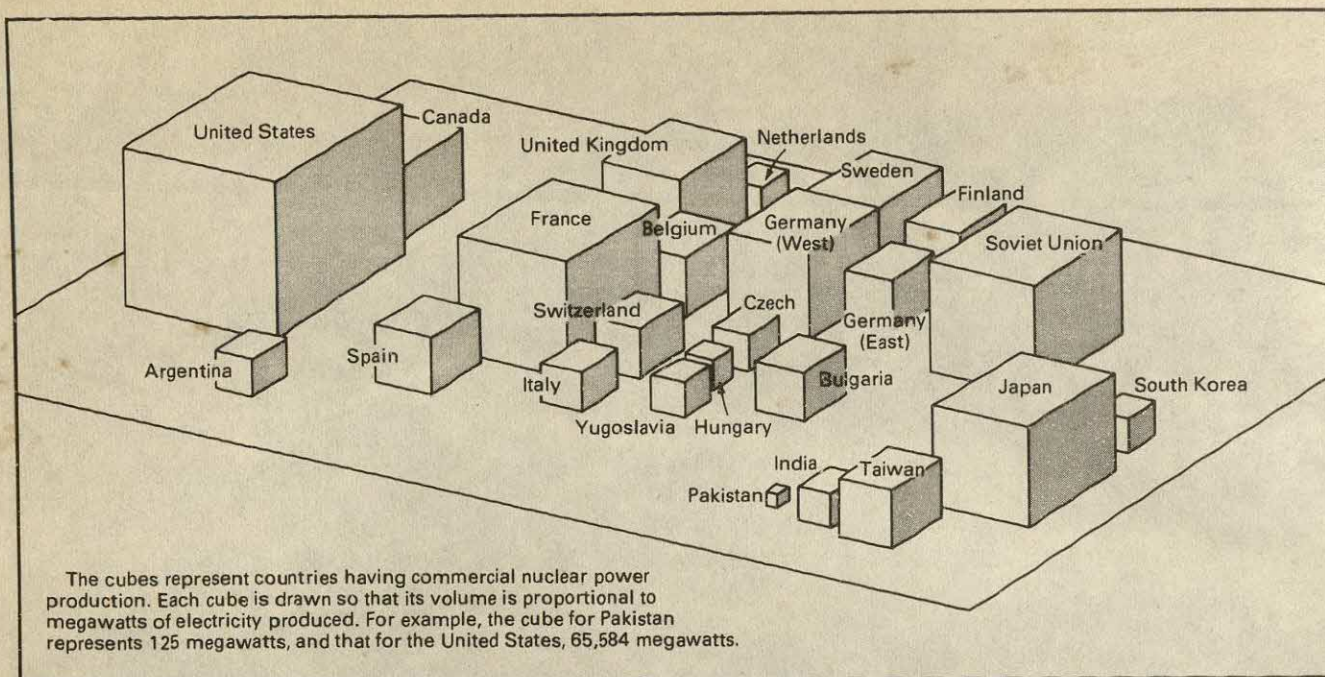 United States
Canada
United Kingdom
Netherlands
Sweden
Finland
France
Belgium
Germany
(West)
Soviet Union
Switzerland
Czech
Germany
(East)
Argentina
Spain
Italy
Bulgaria
Yugoslavia
Hungary
Japan
South Korea
India
Taiwan
Pakistan
The cubes represent countries having commercial nuclear power
production. Each cube is drawn so that its volume is proportional to
megawatts of electricity produced. For example, the cube for Pakistan
represents 125 megawatts, and that for the United States, 65,584 megawatts.